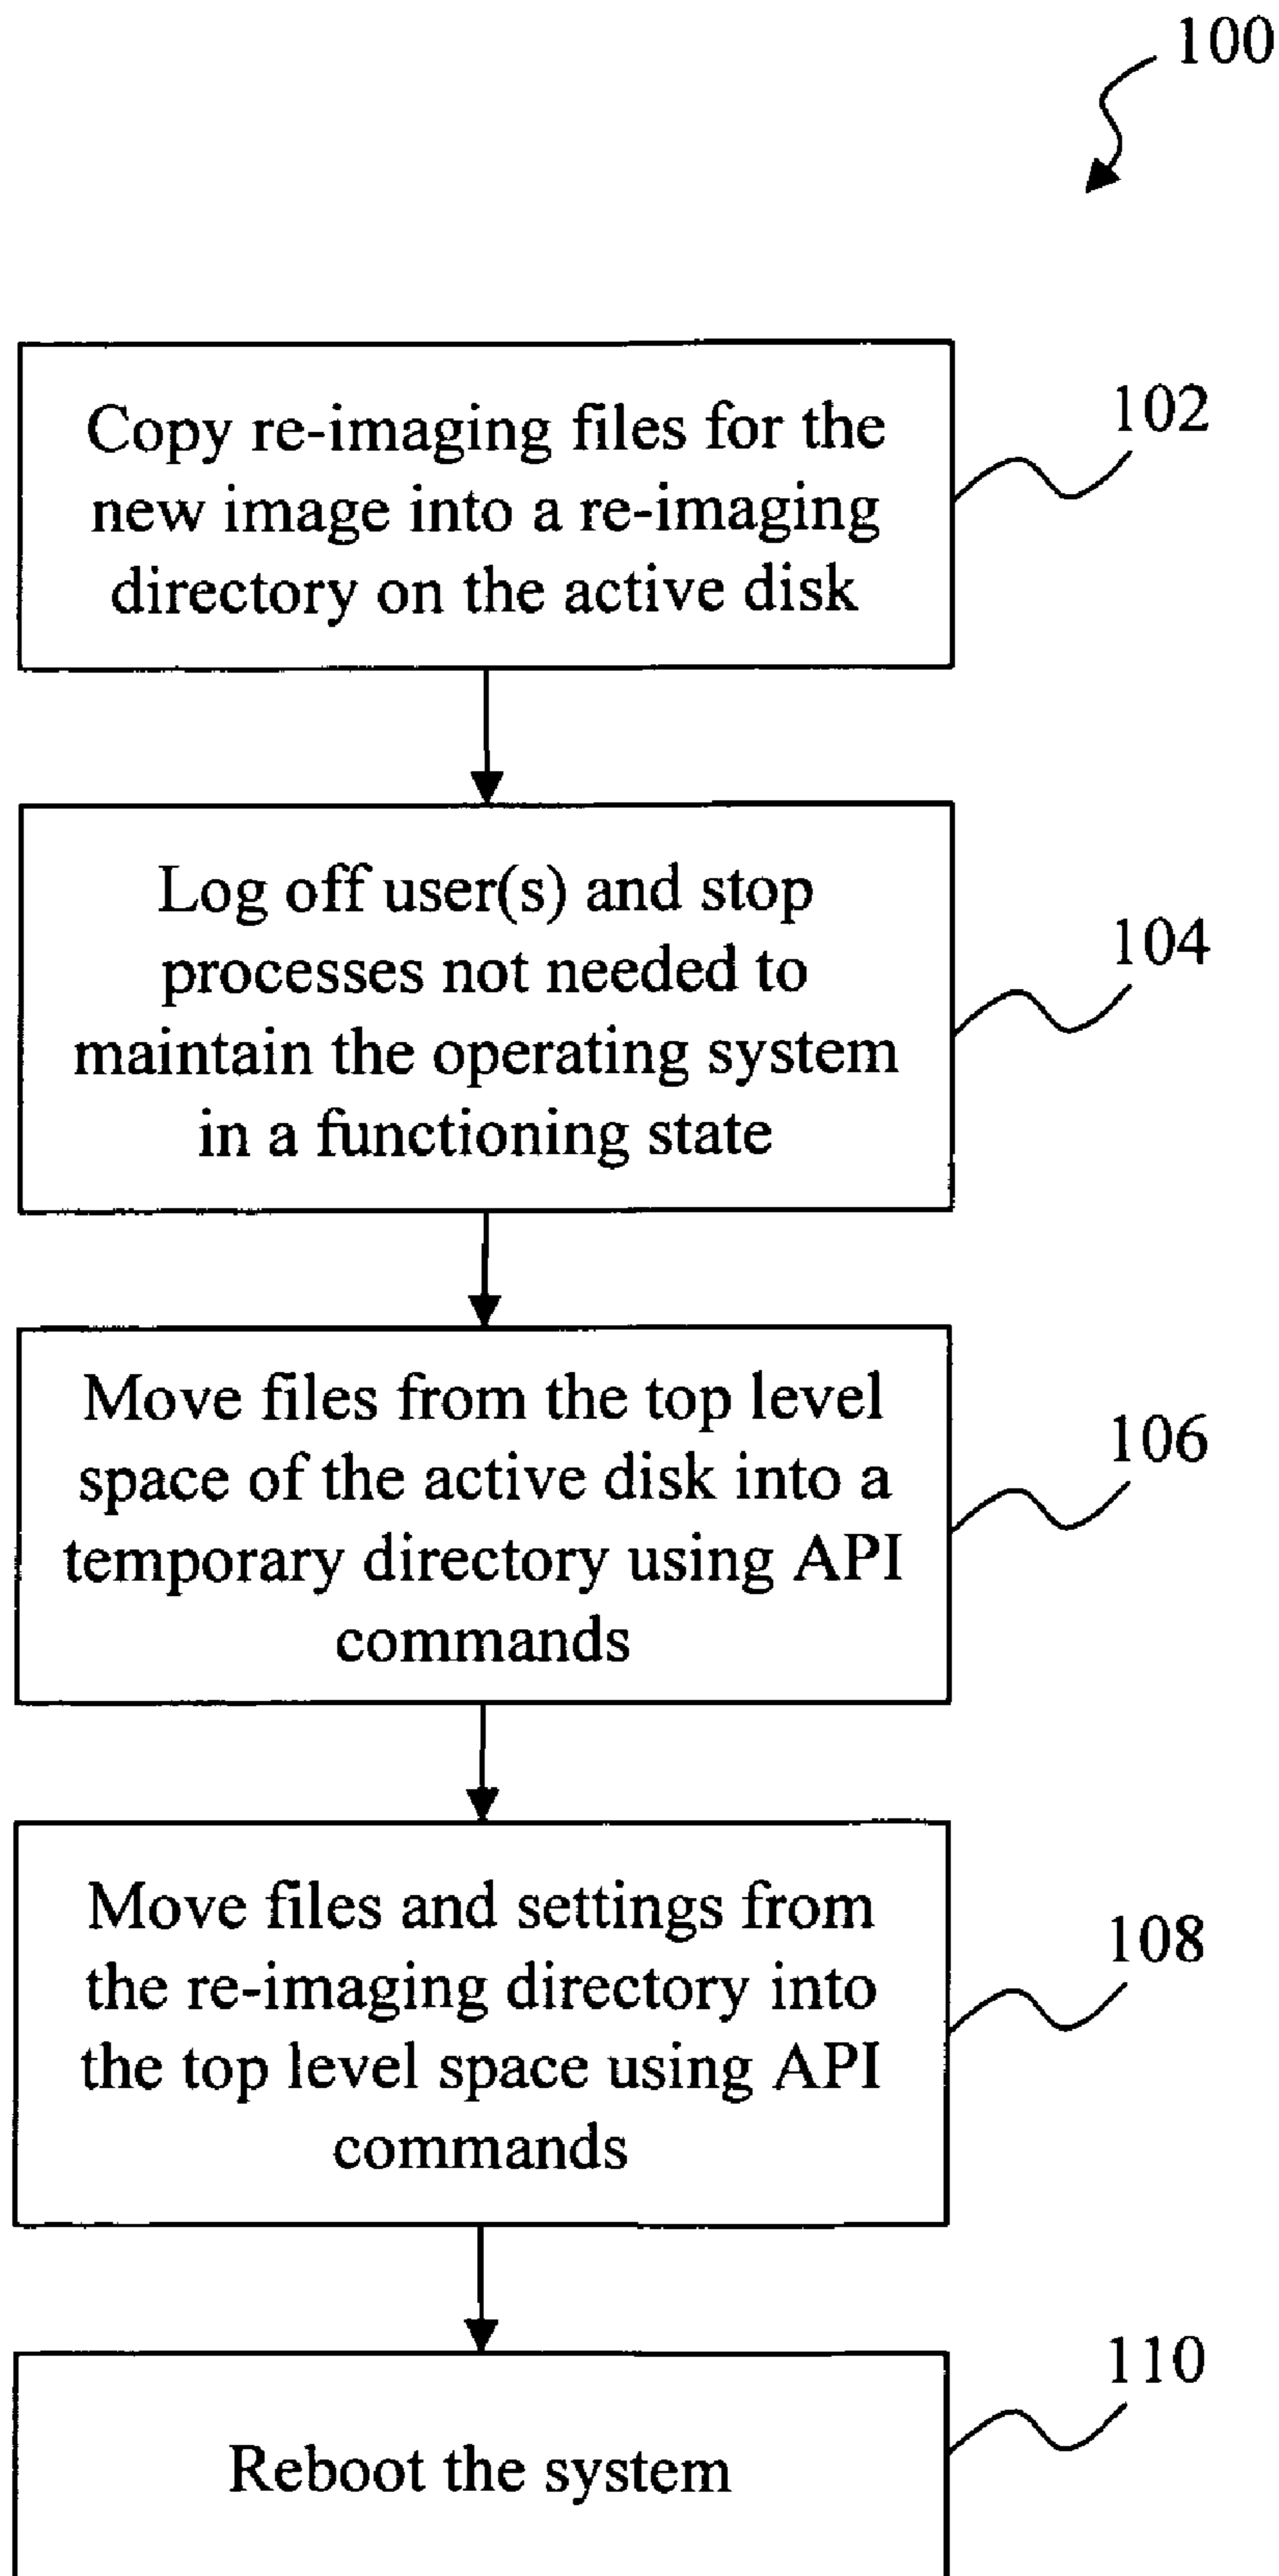 100
Copy re-imaging files for the
new image into a re-imaging
directory on the active disk
102
Log off user(s) and stop
processes not needed to
maintain the operating system
in a functioning state
104
Move files from the top level
space of the active disk into a
temporary directory using API
commands
106
Move files and settings from
the re-imaging directory into
the top level space using API
commands
108
Reboot the system
110